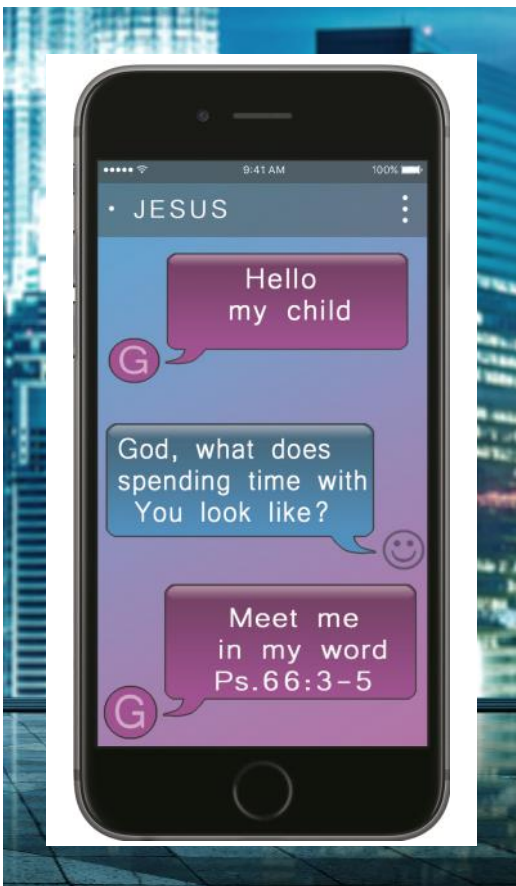 9:41 AM 100%
JESUS
Hello
my child
G
God, what does
spending time with
You look like?
Meet me
in my word
Ps.66:3-5
G